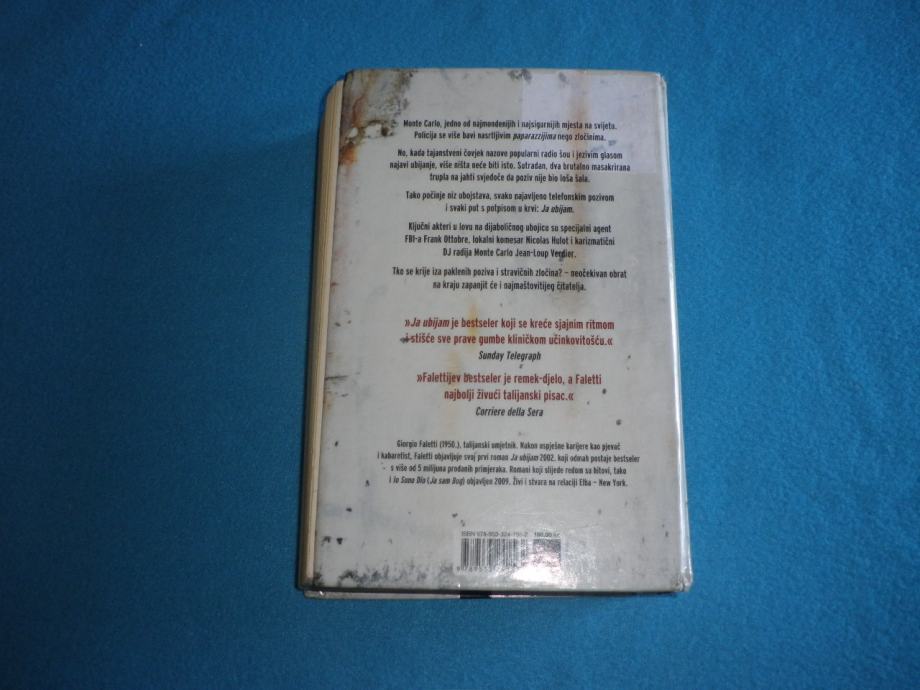 Monte Carlo, jedno od najmondenijih i najsigurnijih mjesta na svijetu.
Policija se više bavi nasrtljivim paparazzijima nego zločinima.
No, kada tajanstveni čovjek nazove popularni radio šou i jezivim glasom
najavi ubijanje, više ništa neće biti isto. Sutradan, dva brutalno masakrirana
trupla na jahti svjedoče da poziv nije bio loša šala.
Tako počinje niz ubojstava, svako najavljeno telefonskim pozivom
i svaki put s potpisom u krvi: Ja ubijam.
Ključni akteri u lovu na dijaboličnog ubojicu su specijalni agent
FBI-a Frank Ottobre, lokalni komesar Nicolas Hulot i karizmatični
DJ radija Monte Carlo Jean-Loup Verdier.
Tko se krije iza paklenih poziva i stravičnih zločina? – neočekivan obrat
na kraju zapanjit će i najmaštovitijeg čitatelja.
»Ja ubijam je bestseler koji se kreće sjajnim ritmom
i stišće sve prave gumbe kliničkom učinkovitošću.«
Sunday Telegraph
»Falettijev bestseler je remek-djelo, a Faletti
najbolji živući talijanski pisac.«
Corriere della Sera
Giorgio Faletti (1950.), talijanski umjetnik. Nakon uspješne karijere kao pjevač
i kabaretist, Faletti objavljuje svoj prvi roman Ja ubijam 2002. koji odmah postaje bestseler
s više od 5 milijuna prodanih primjeraka. Romani koji slijede redom su hitovi, tako
i Io Sono Dio (Ja sam Bog) objavljen 2009. Živi i stvara na relaciji Elba – New York.
ISBN